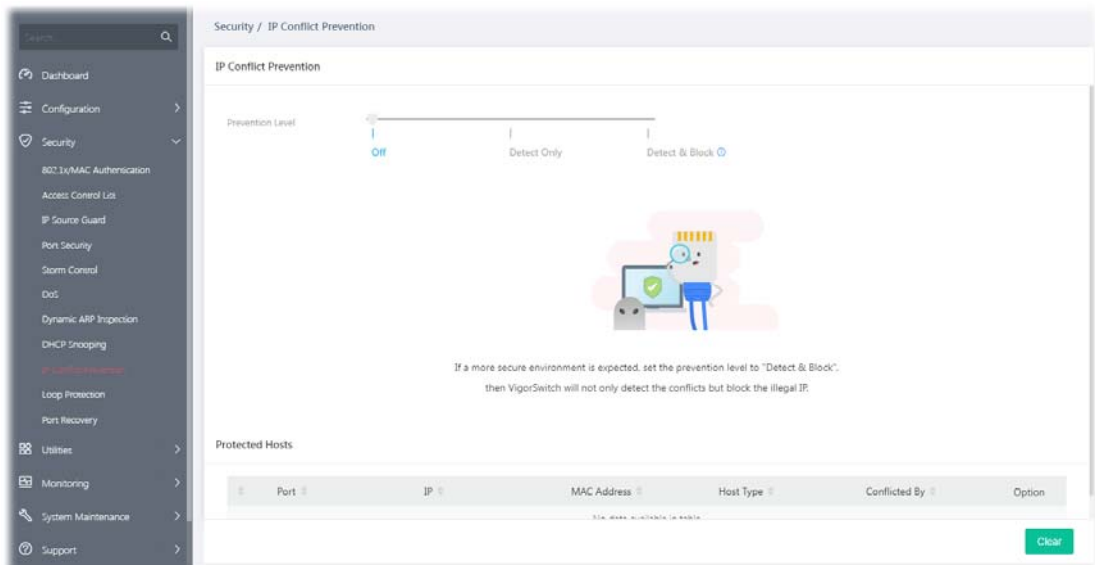 Search...
Dashboard
Configuration
Security
802.1x/MAC Authentication
Access Control List
IP Source Guard
Port Security
Storm Control
DoS
Dynamic ARP Inspection
DHCP Snooping
IP Conflict Prevention
Loop Protection
Port Recovery
Utilities
Monitoring
System Maintenance
Support
Security / IP Conflict Prevention
IP Conflict Prevention
Prevention Level
Off Detect Only Detect & Block
If a more secure environment is expected, set the prevention level to "Detect & Block",
then VigorSwitch will not only detect the conflicts but block the illegal IP.
Protected Hosts
Port IP MAC Address Host Type Conflicted By Option
No data available in table
Clear